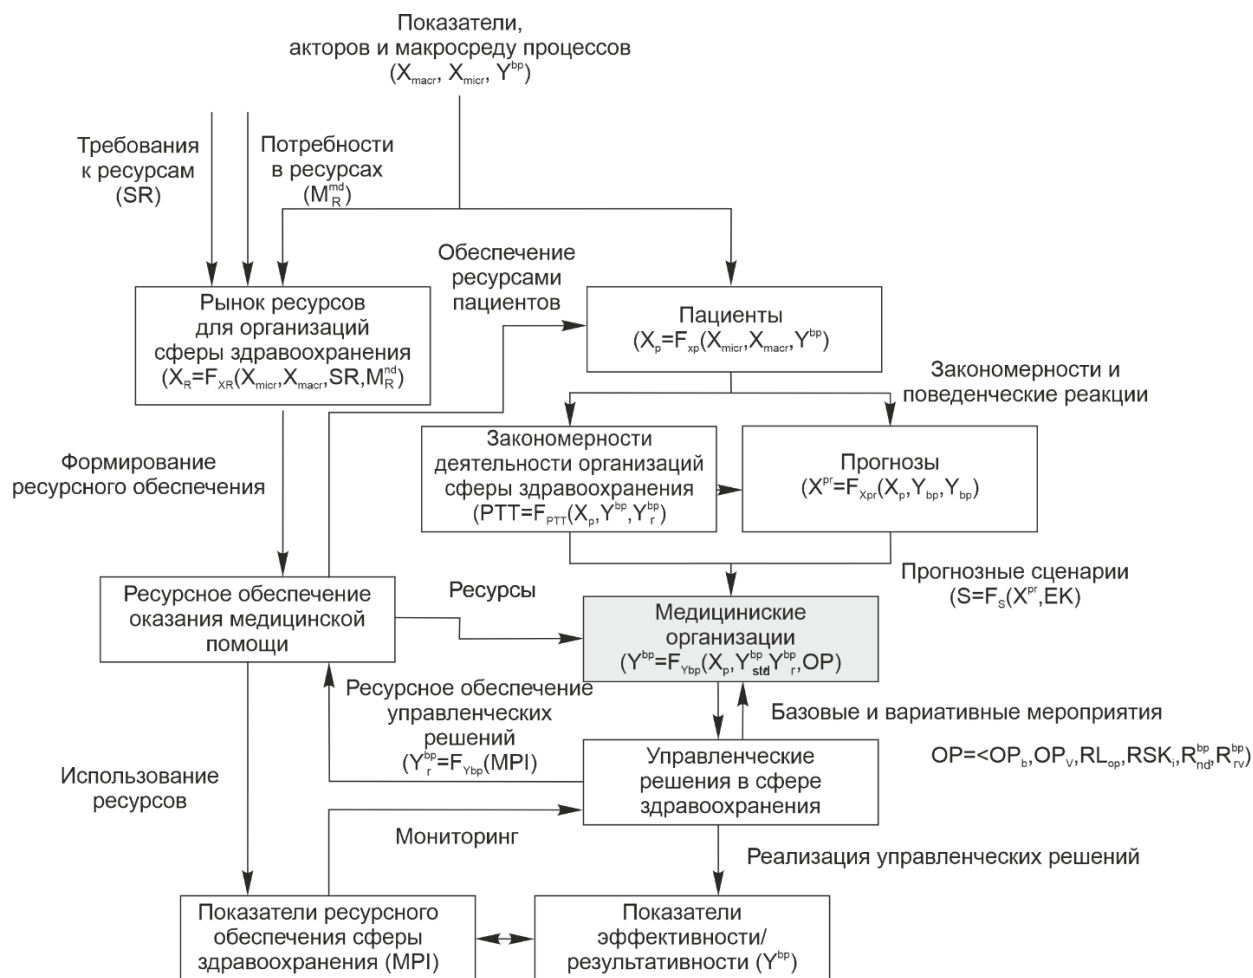 Показатели,
акторов и макросреду процессов
(X_macr, X_micr, Y^bp)
Требования
к ресурсам
(SR)
Потребности
в ресурсах
(M_R^md)
Обеспечение
ресурсами
пациентов
Рынок ресурсов
для организаций
сферы здравоохранения
(X_R=F_XR(X_micr,X_macr,SR,M_R^nd)
Пациенты
(X_p=F_xp(X_micr,X_macr,Y^bp)
Закономерности и
поведенческие реакции
Закономерности
деятельности организаций
сферы здравоохранения
(PTT=F_PTT(X_p,Y^bp,Y_r^bp)
Прогнозы
(X^pr=F_Xpr(X_p,Y_bp,Y_bp)
Формирование
ресурсного обеспечения
Прогнозные сценарии
(S=F_S(X^pr,EK)
Ресурсное обеспечение
оказания медицинской
помощи
Ресурсы
Медициниские
организации
(Y^bp=F_Ybp(X_p,Y_std^bp Y_r^bp,OP)
Ресурсное обеспечение
управленческих
решений
(Y_r^bp=F_Ybp(MPI)
Базовые и вариативные мероприятия
OP=<OP_b,OP_V,RL_op,RSK_i,R_nd^bp,R_rv^bp)
Управленческие
решения в сфере
здравоохранения
Использование
ресурсов
Мониторинг
Реализация управленческих решений
Показатели ресурсного
обеспечения сферы
здравоохранения (MPI)
Показатели
эффективности/
результативности (Y^bp)